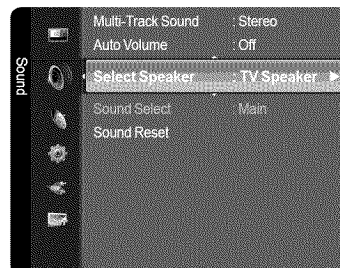 Sound
Multi-Track Sound : Stereo
Auto Volume : Off
Select Speaker : TV Speaker
Sound Select : Main
Sound Reset